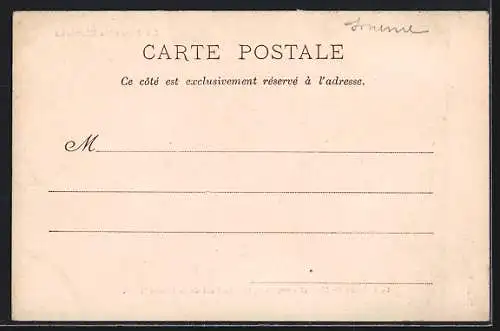 Somme
CARTE POSTALE
Ce côté est exclusivement réservé à l'adresse.
M